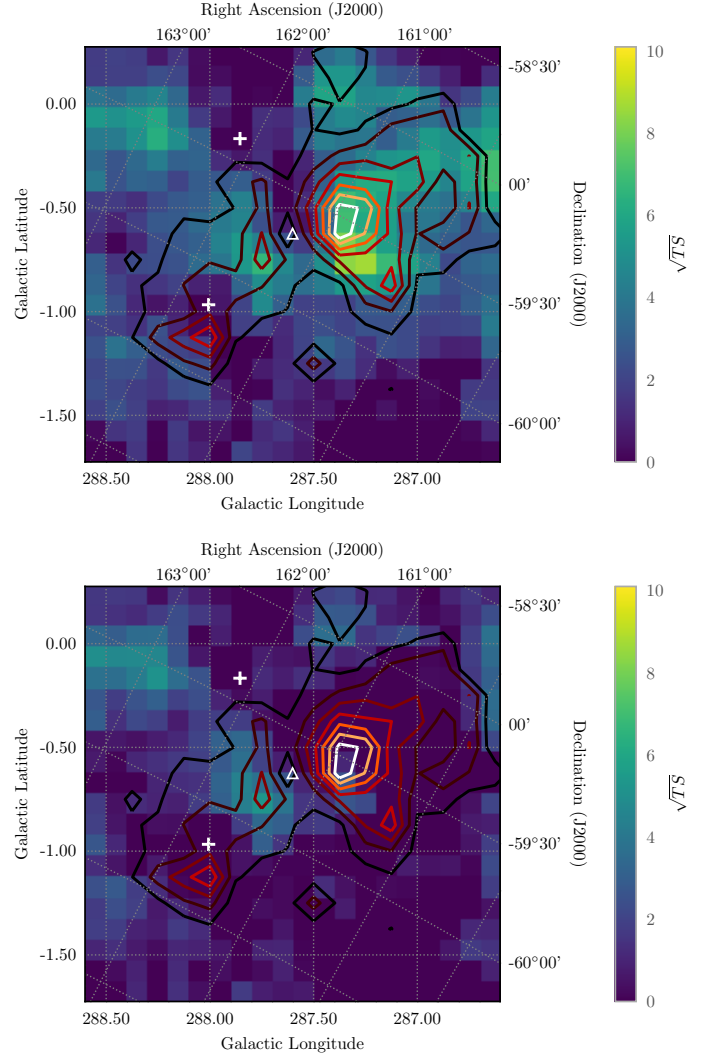 Right Ascension (J2000)
163°00' 162°00' 161°00'
-58°30'
00'
-59°30'
-60°00'
Declination (J2000)
0.00
-0.50
-1.00
-1.50
Galactic Latitude
288.50 288.00 287.50 287.00
Galactic Longitude
10
8
6
4
2
0
√TS
Right Ascension (J2000)
163°00' 162°00' 161°00'
-58°30'
00'
-59°30'
-60°00'
Declination (J2000)
0.00
-0.50
-1.00
-1.50
Galactic Latitude
288.50 288.00 287.50 287.00
Galactic Longitude
10
8
6
4
2
0
√TS